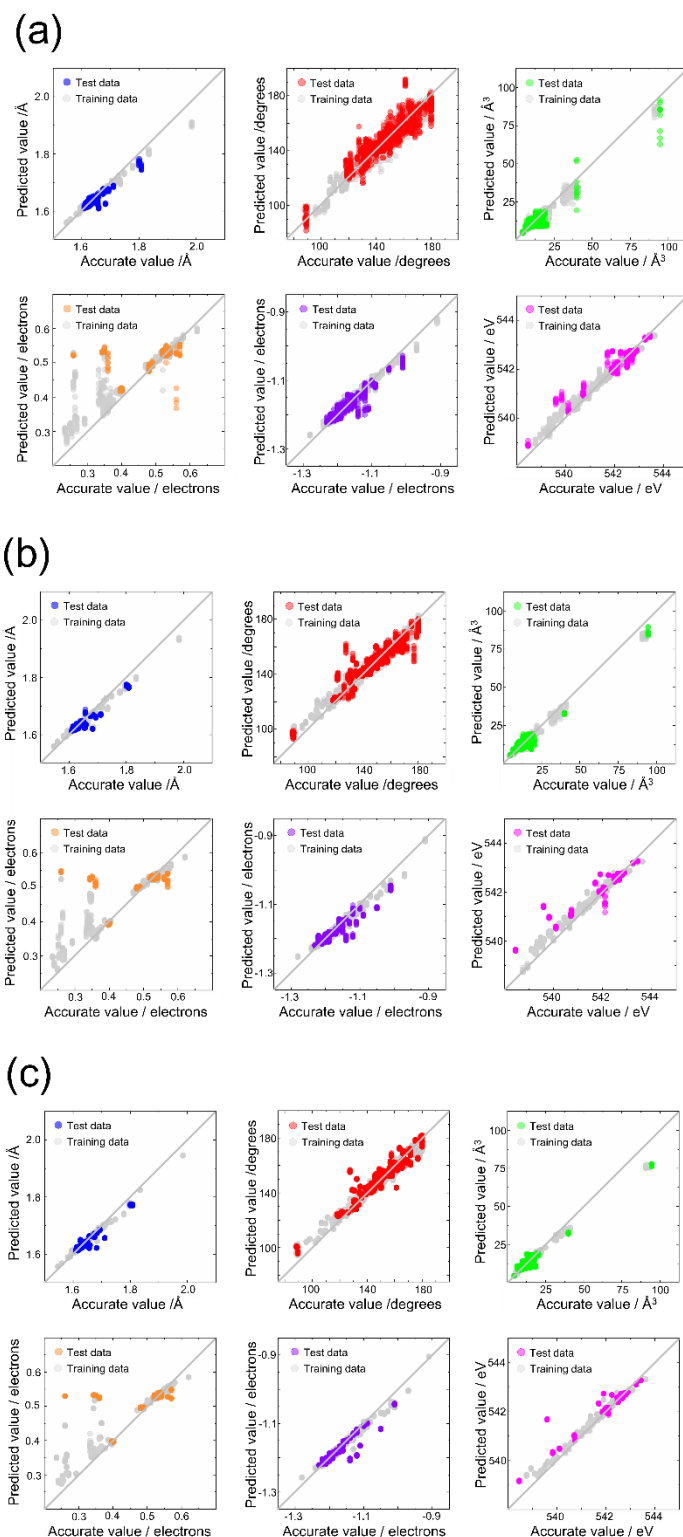 (a)
Predicted value /Å
2.0
1.8
1.6
Test data
Training data
1.6 1.8 2.0
Accurate value /Å
Predicted value /degrees
180
140
100
Test data
Training data
100 140 180
Accurate value /degrees
Predicted value / Å³
100
75
50
25
Test data
Training data
25 50 75 100
Accurate value / Å³
Predicted value / electrons
0.6
0.5
0.4
0.3
Test data
Training data
0.3 0.4 0.5 0.6
Accurate value / electrons
Predicted value / electrons
-0.9
-1.1
-1.3
Test data
Training data
-1.3 -1.1 -0.9
Accurate value / electrons
Predicted value / eV
544
542
540
Test data
Training data
540 542 544
Accurate value / eV
(b)
Predicted value /Å
2.0
1.8
1.6
Test data
Training data
1.6 1.8 2.0
Accurate value /Å
Predicted value /degrees
180
140
100
Test data
Training data
100 140 180
Accurate value /degrees
Predicted value / Å³
100
75
50
25
Test data
Training data
25 50 75 100
Accurate value / Å³
Predicted value / electrons
0.6
0.5
0.4
0.3
Test data
Training data
0.2 0.4 0.6
Accurate value / electrons
Predicted value / electrons
-0.9
-1.1
-1.3
Test data
Training data
-1.3 -1.1 -0.9
Accurate value / electrons
Predicted value / eV
544
542
540
Test data
Training data
540 542 544
Accurate value / eV
(c)
Predicted value /Å
2.0
1.8
1.6
Test data
Training data
1.6 1.8 2.0
Accurate value /Å
Predicted value /degrees
180
140
100
Test data
Training data
100 140 180
Accurate value /degrees
Predicted value / Å³
100
75
50
25
Test data
Training data
25 50 75 100
Accurate value / Å³
Predicted value / electrons
0.6
0.5
0.4
0.3
Test data
Training data
0.2 0.3 0.4 0.5 0.6
Accurate value / electrons
Predicted value / electrons
-0.9
-1.1
-1.3
Test data
Training data
-1.3 -1.1 -0.9
Accurate value / electrons
Predicted value / eV
544
542
540
Test data
Training data
540 542 544
Accurate value / eV